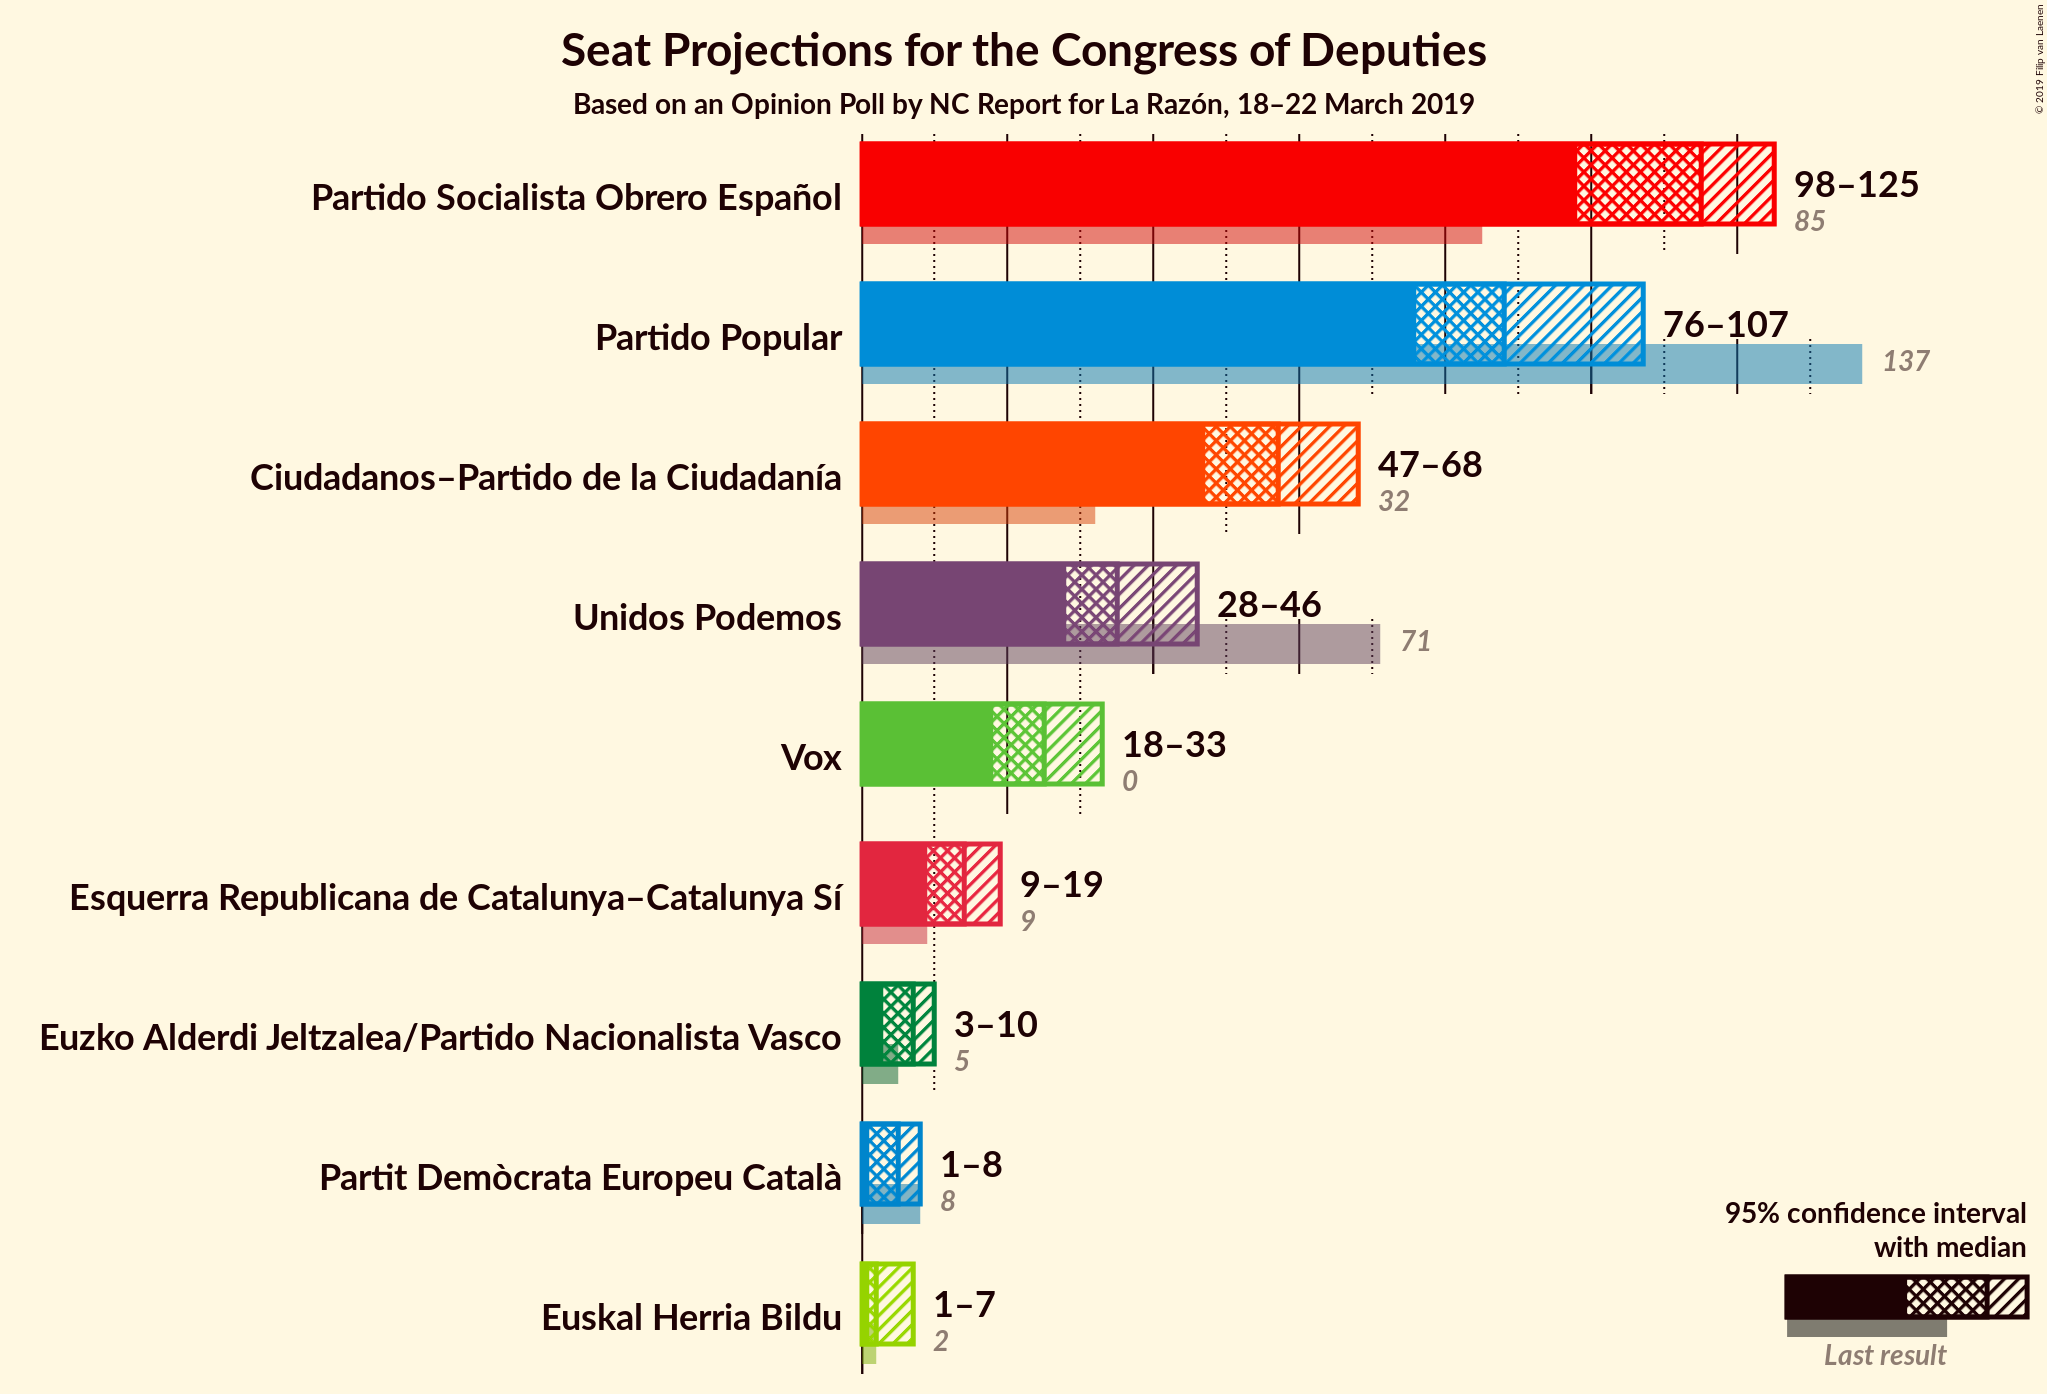 Seat Projections for the Congress of Deputies
Based on an Opinion Poll by NC Report for La Razón, 18–22 March 2019
© 2019 Filip van Laenen
Partido Socialista Obrero Español
98–125
85
Partido Popular
76–107
137
Ciudadanos–Partido de la Ciudadanía
47–68
32
Unidos Podemos
28–46
71
Vox
18–33
0
Esquerra Republicana de Catalunya–Catalunya Sí
9–19
9
Euzko Alderdi Jeltzalea/Partido Nacionalista Vasco
3–10
5
Partit Demòcrata Europeu Català
1–8
8
Euskal Herria Bildu
1–7
2
95% confidence interval
with median
Last result